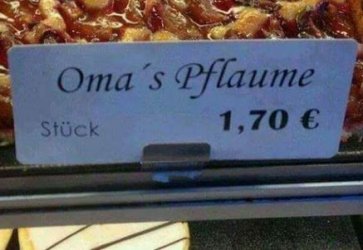 Oma´s Pflaume
Stück 1,70 €